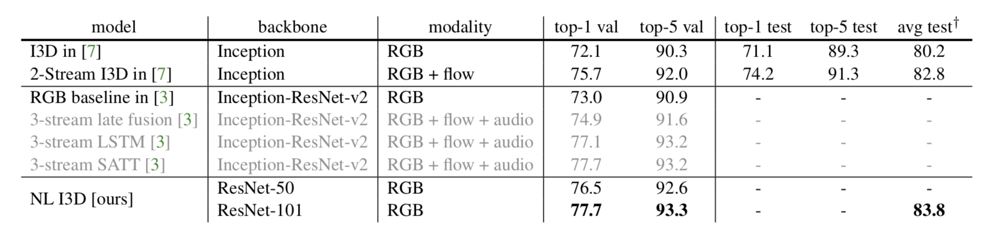 model backbone modality top-1 val top-5 val top-1 test top-5 test avg test†
I3D in [7] Inception RGB 72.1 90.3 71.1 89.3 80.2
2-Stream I3D in [7] Inception RGB + flow 75.7 92.0 74.2 91.3 82.8
RGB baseline in [3] Inception-ResNet-v2 RGB 73.0 90.9 - - -
3-stream late fusion [3] Inception-ResNet-v2 RGB + flow + audio 74.9 91.6 - - -
3-stream LSTM [3] Inception-ResNet-v2 RGB + flow + audio 77.1 93.2 - - -
3-stream SATT [3] Inception-ResNet-v2 RGB + flow + audio 77.7 93.2 - - -
NL I3D [ours] ResNet-50 RGB 76.5 92.6 - - -
ResNet-101 RGB 77.7 93.3 - - 83.8